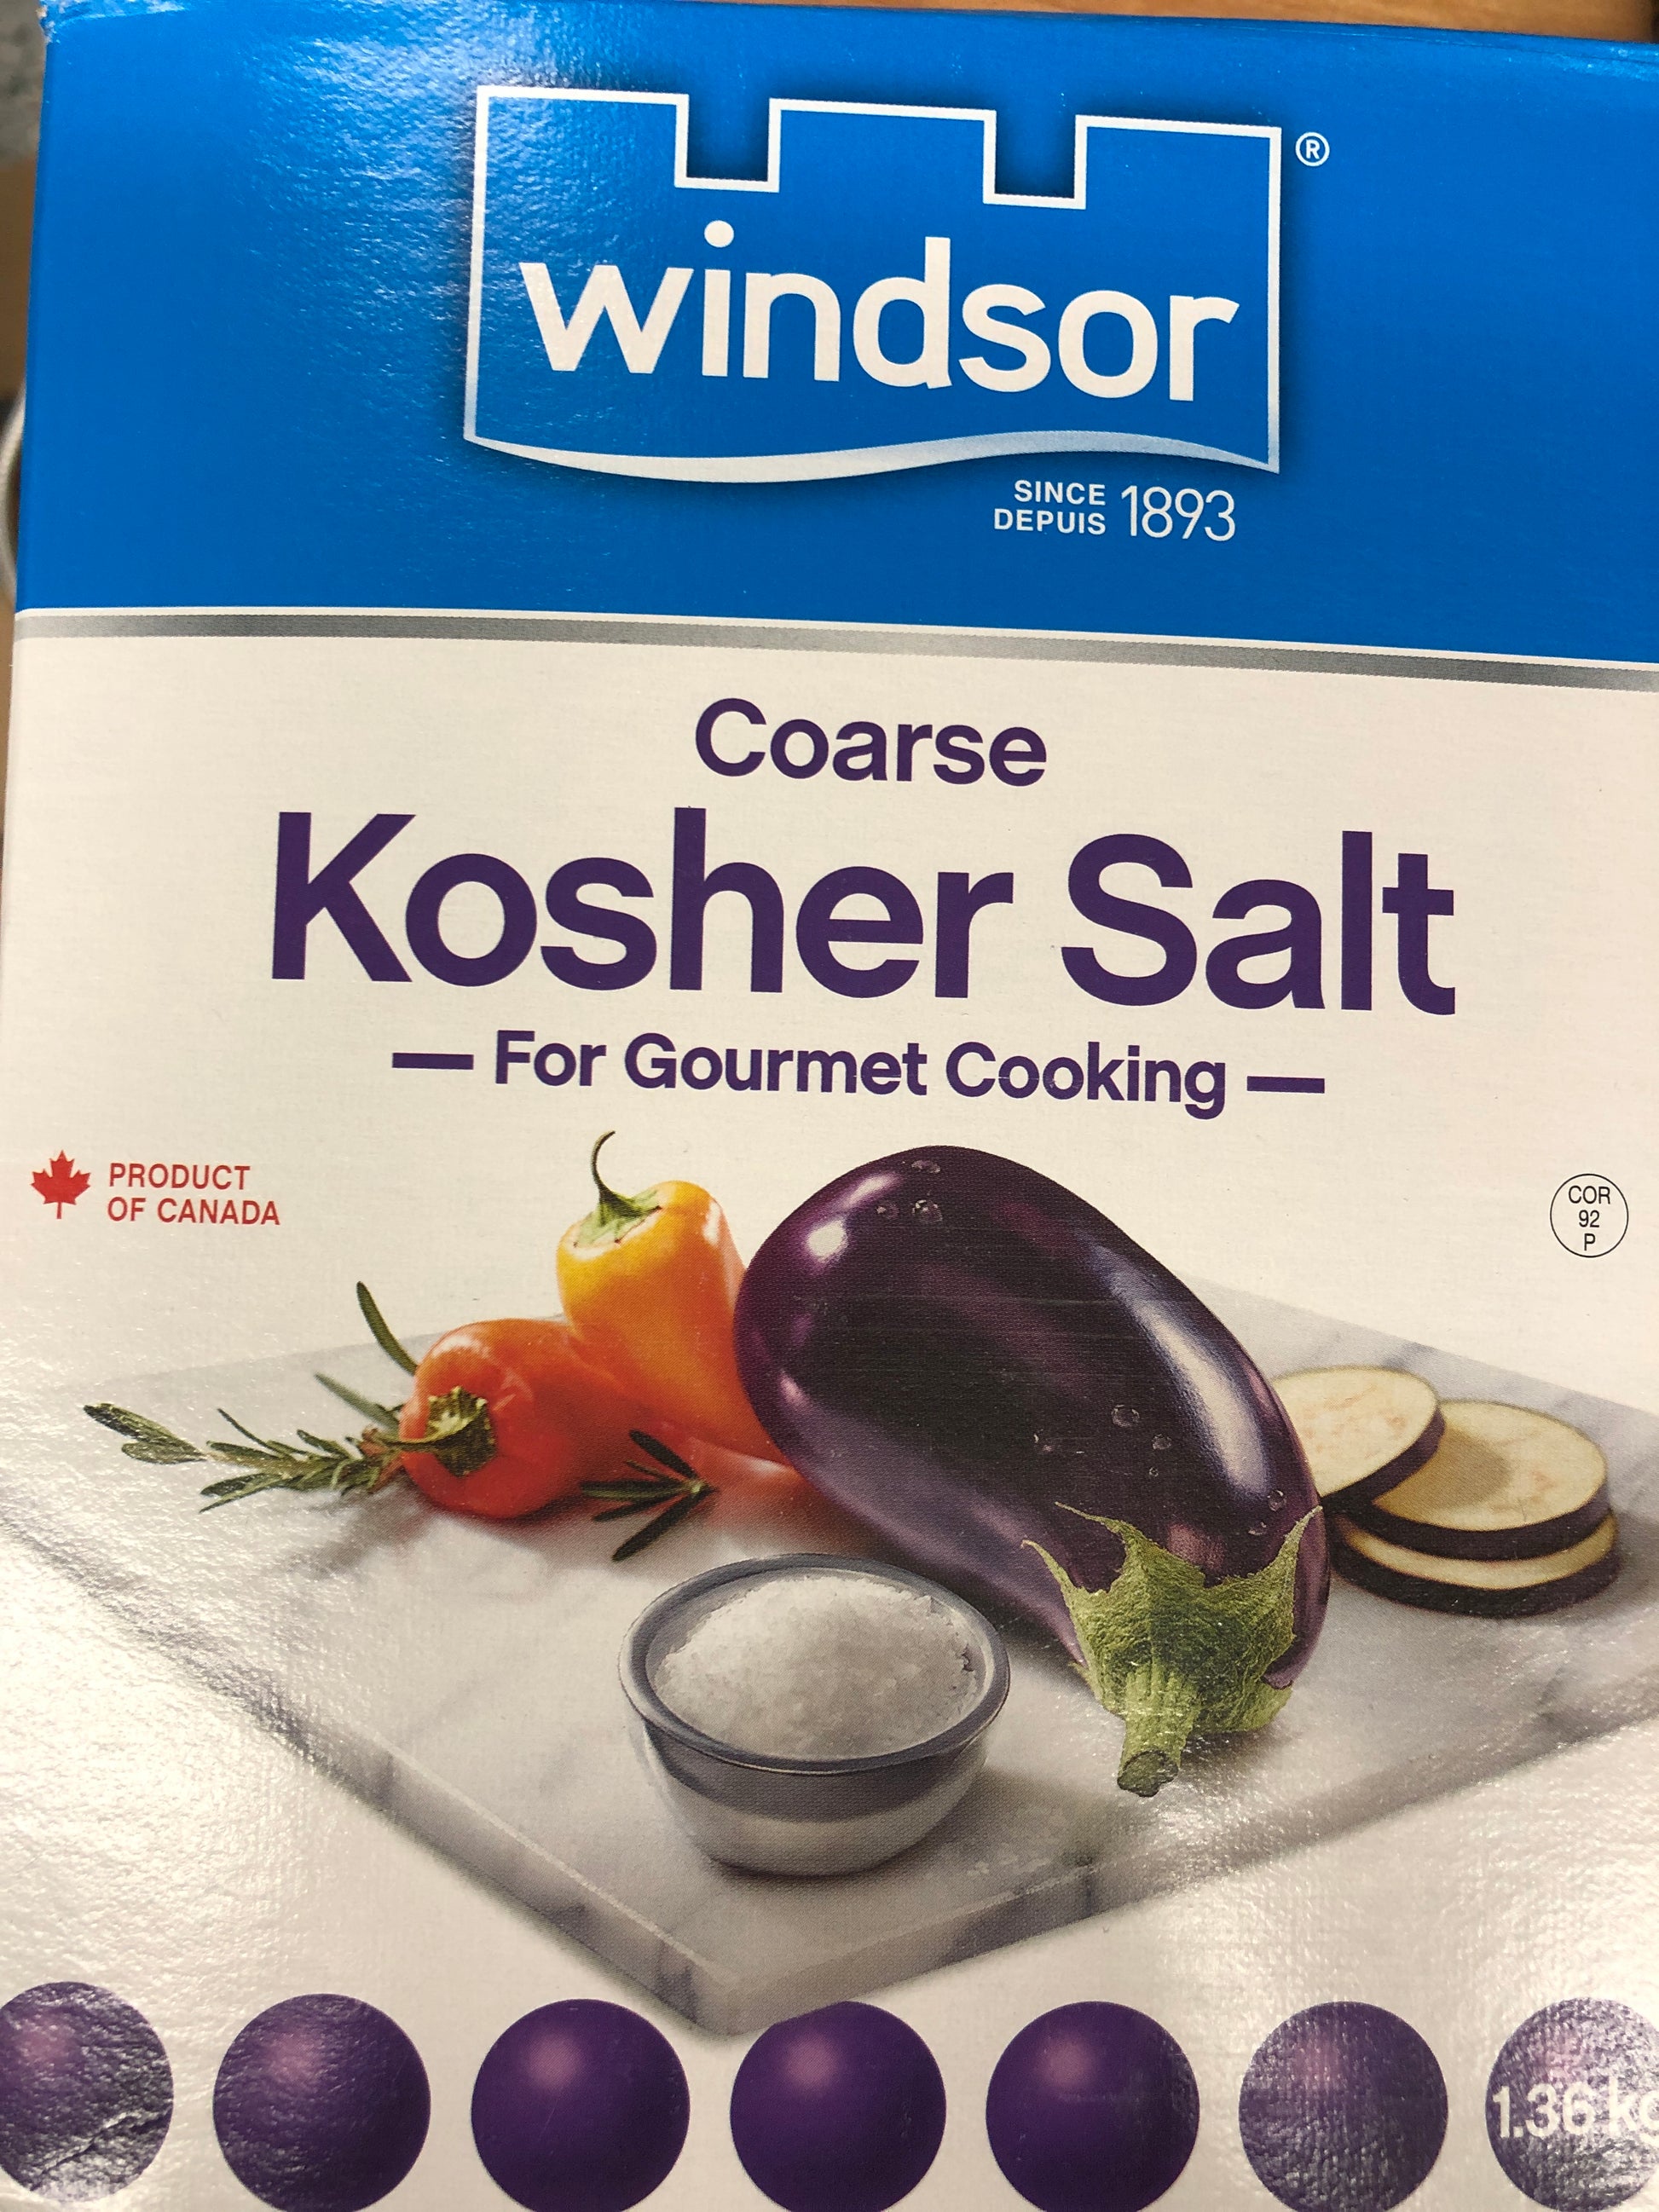 windsor®
SINCE
DEPUIS 1893
Coarse
Kosher Salt
— For Gourmet Cooking —
PRODUCT
OF CANADA
COR
92
P
1.36 kg